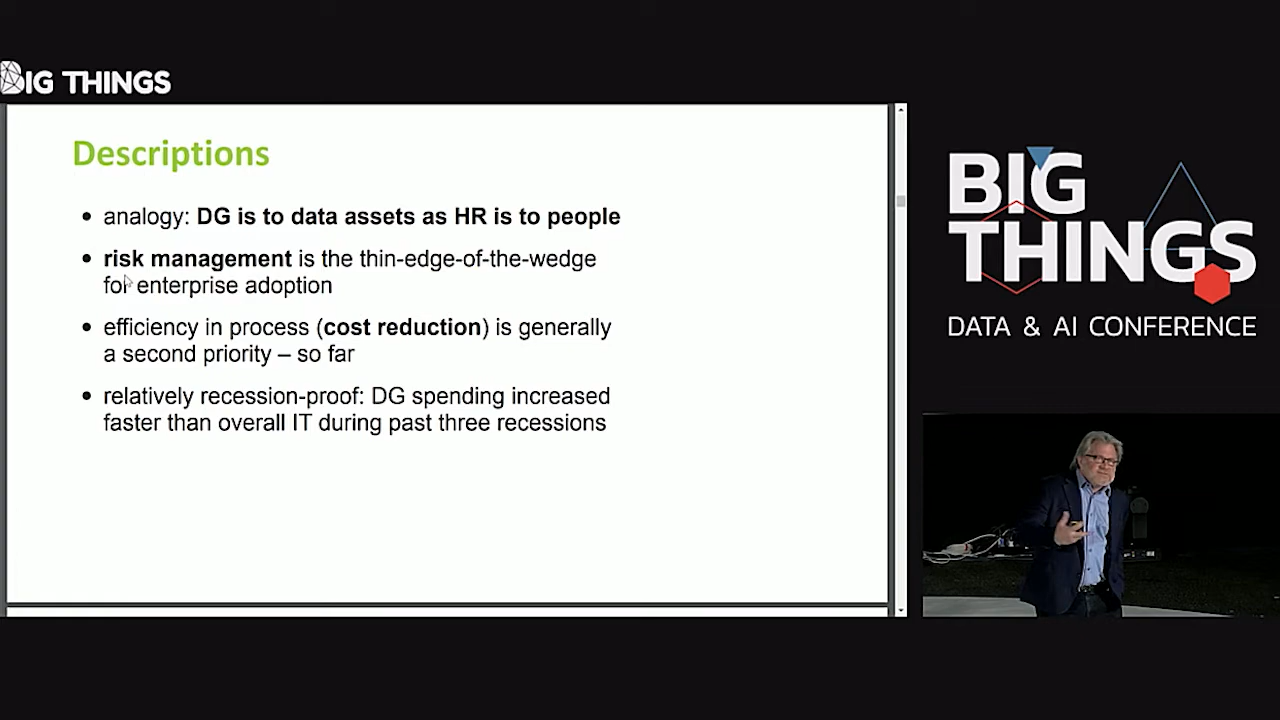 BIG THINGS
Descriptions
• analogy: DG is to data assets as HR is to people
• risk management is the thin-edge-of-the-wedge
for enterprise adoption
• efficiency in process (cost reduction) is generally
a second priority – so far
• relatively recession-proof: DG spending increased
faster than overall IT during past three recessions
BIG
THINGS
DATA & AI CONFERENCE